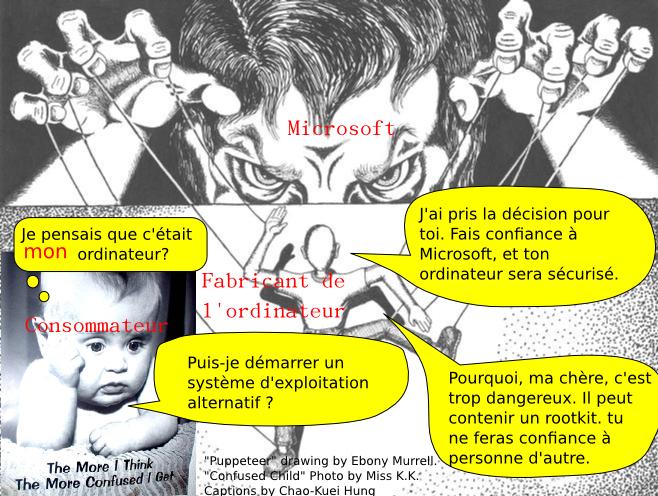 Microsoft
J'ai pris la décision pour
toi. Fais confiance à
Microsoft, et ton
ordinateur sera sécurisé.
Je pensais que c'était
mon ordinateur?
Fabricant de
l'ordinateur
Consommateur
Puis-je démarrer un
système d'exploitation
alternatif ?
Pourquoi, ma chère, c'est
trop dangereux. Il peut
contenir un rootkit. tu
ne feras confiance à
personne d'autre.
The More I Think
The More Confused I Get
"Puppeteer" drawing by Ebony Murrell.
"Confused Child" Photo by Miss K.K.
Captions by Chao-Kuei Hung